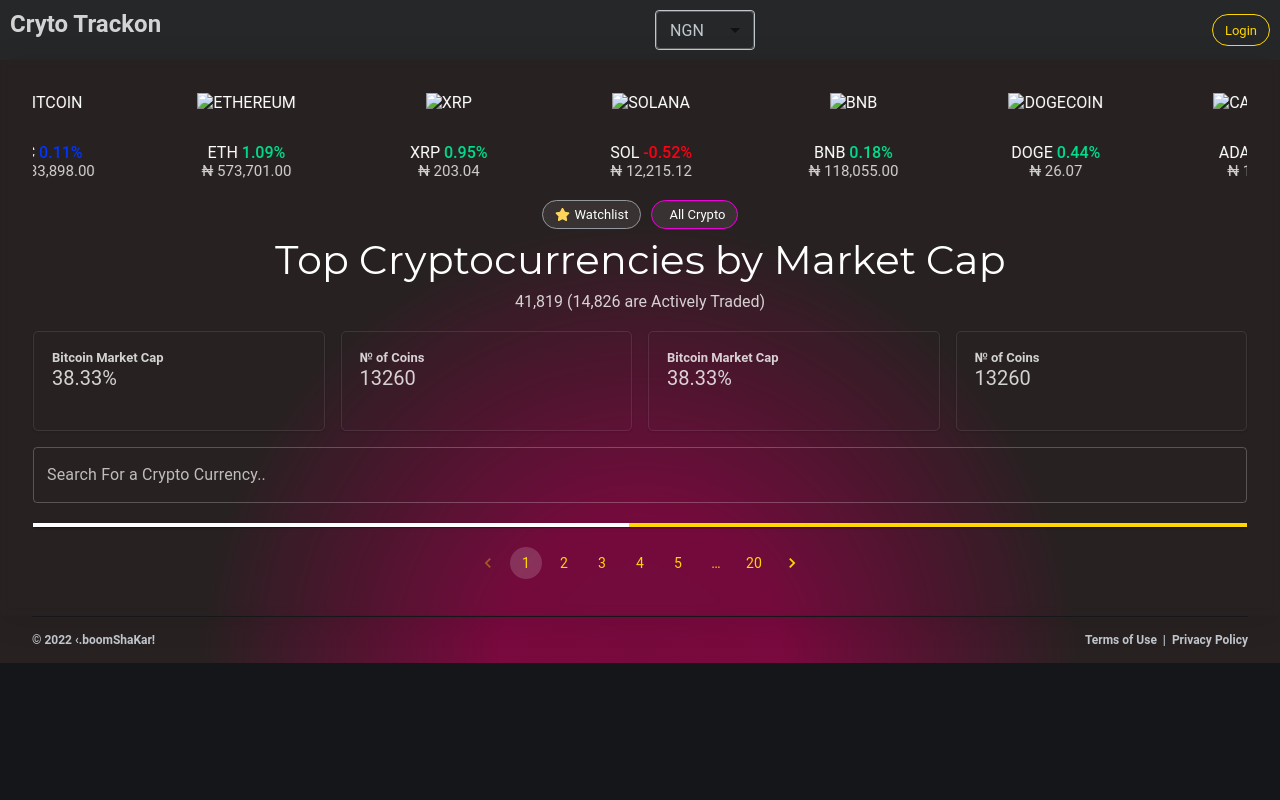 Cryto Trackon
NGN
Login
ITCOIN
ETHEREUM
XRP
SOLANA
BNB
DOGECOIN
CA
0.11%
ETH 1.09%
XRP 0.95%
SOL -0.52%
BNB 0.18%
DOGE 0.44%
ADA
33,898.00
₦ 573,701.00
₦ 203.04
₦ 12,215.12
₦ 118,055.00
₦ 26.07
₦ 1
⭐ Watchlist
All Crypto
Top Cryptocurrencies by Market Cap
41,819 (14,826 are Actively Traded)
Bitcoin Market Cap
38.33%
№ of Coins
13260
Bitcoin Market Cap
38.33%
№ of Coins
13260
Search For a Crypto Currency..
‹ 1 2 3 4 5 … 20 ›
© 2022 ‹.boomShaKar!
Terms of Use | Privacy Policy